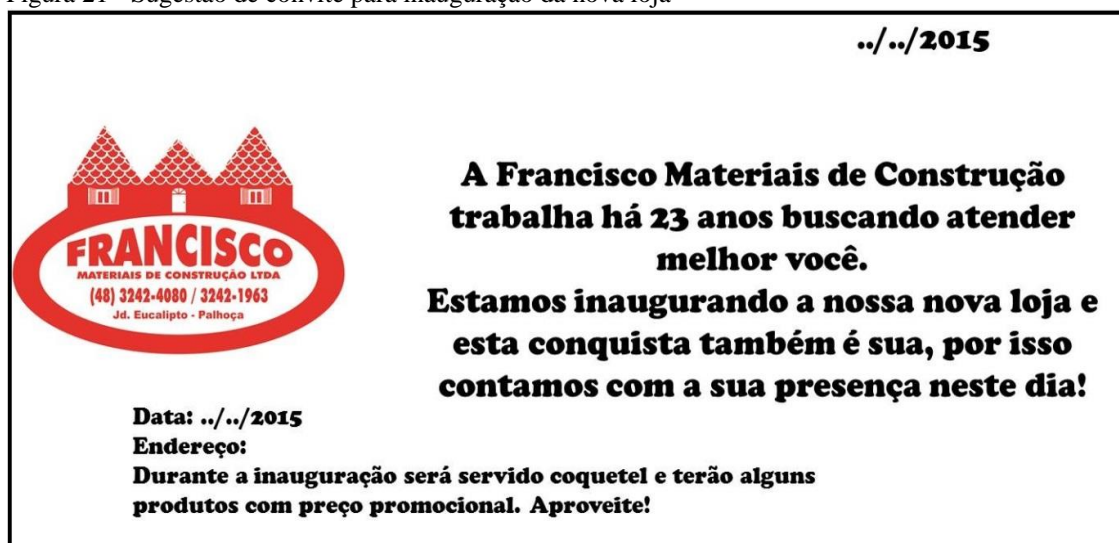 Figura 21 - Sugestão de convite para inauguração da nova loja
../../2015
FRANCISCO
MATERIAIS DE CONSTRUÇÃO LTDA
(48) 3242-4080 / 3242-1963
Jd. Eucalipto - Palhoça
A Francisco Materiais de Construção
trabalha há 23 anos buscando atender
melhor você.
Estamos inaugurando a nossa nova loja e
esta conquista também é sua, por isso
contamos com a sua presença neste dia!
Data: ../../2015
Endereço:
Durante a inauguração será servido coquetel e terão alguns
produtos com preço promocional. Aproveite!